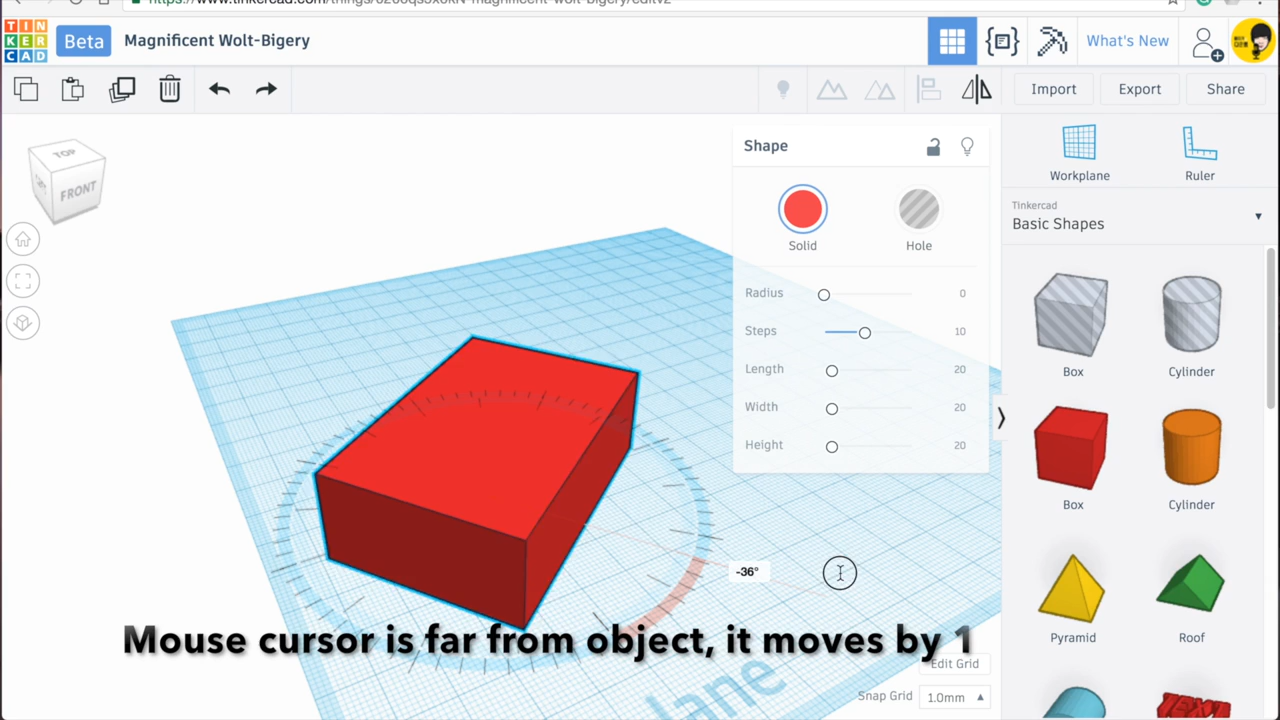 TIN
KER
CAD
Beta
Magnificent Wolt-Bigery
What's New
Import
Export
Share
TOP
FRONT
Shape
Solid
Hole
Radius 0
Steps 10
Length 20
Width 20
Height 20
Workplane
Ruler
Tinkercad
Basic Shapes
Box
Cylinder
Box
Cylinder
Pyramid
Roof
-36°
Mouse cursor is far from object, it moves by 1
Edit Grid
Snap Grid 1.0mm